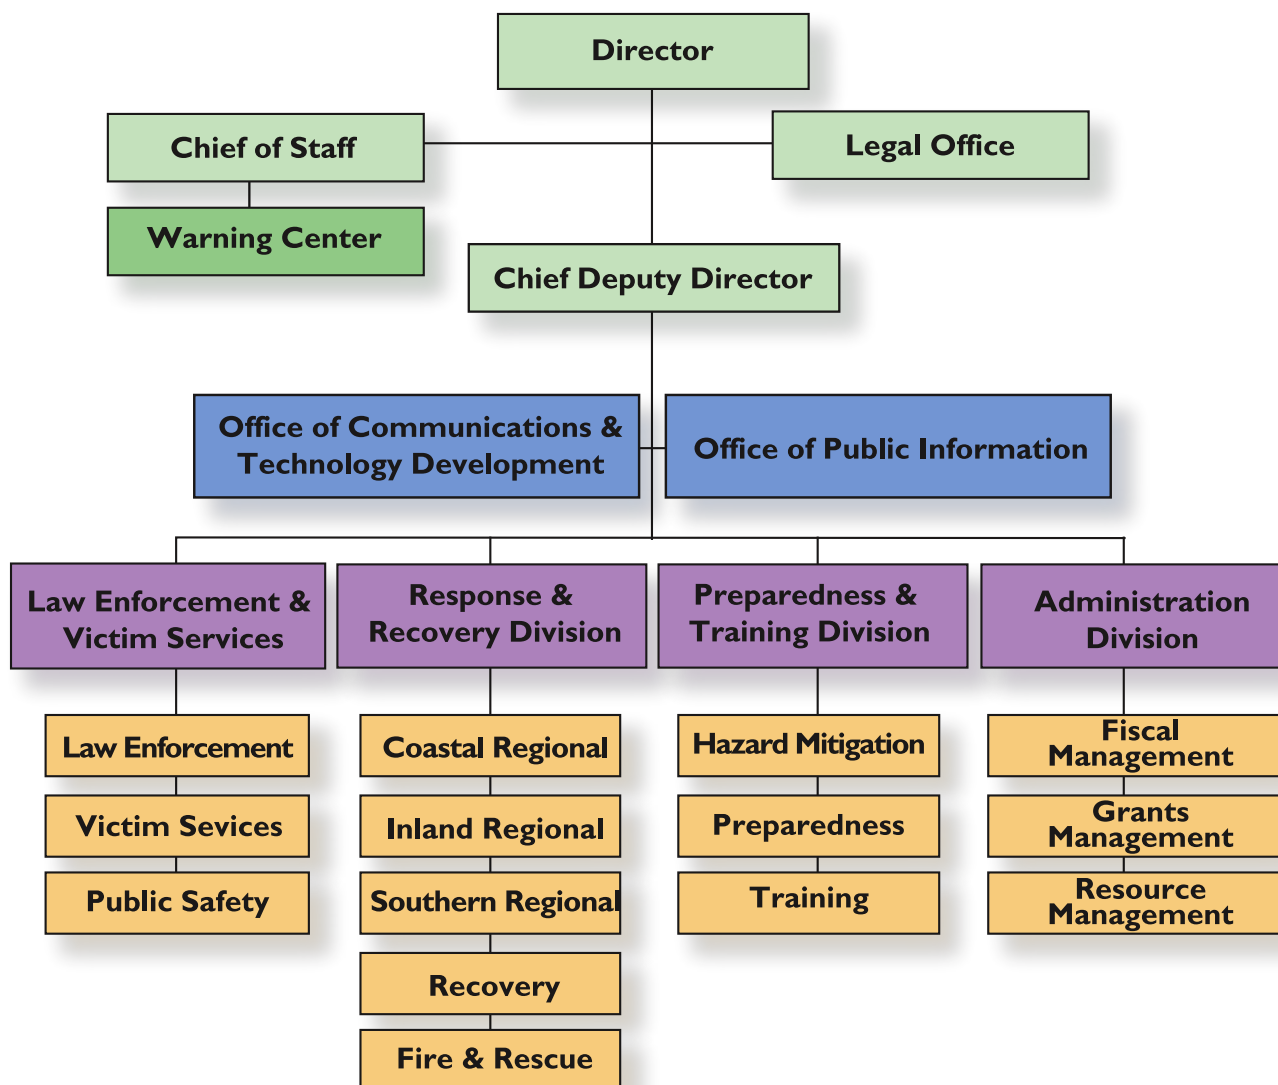 Director
Chief of Staff
Legal Office
Warning Center
Chief Deputy Director
Office of Communications &
Technology Development
Office of Public Information
Law Enforcement &
Victim Services
Response &
Recovery Division
Preparedness &
Training Division
Administration
Division
Law Enforcement
Victim Sevices
Public Safety
Coastal Regional
Inland Regional
Southern Regional
Recovery
Fire & Rescue
Hazard Mitigation
Preparedness
Training
Fiscal
Management
Grants
Management
Resource
Management